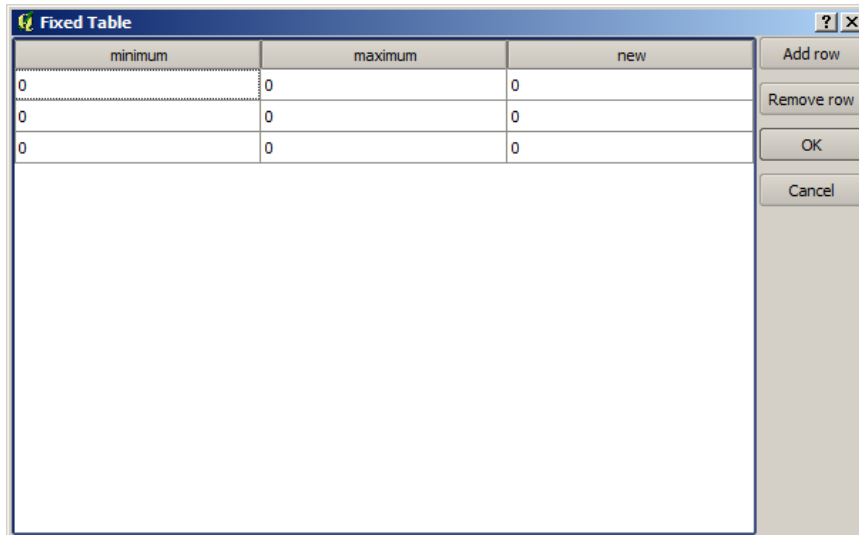 Fixed Table
minimum maximum new Add row
0 0 0 Remove row
0 0 0
0 0 0 OK
Cancel